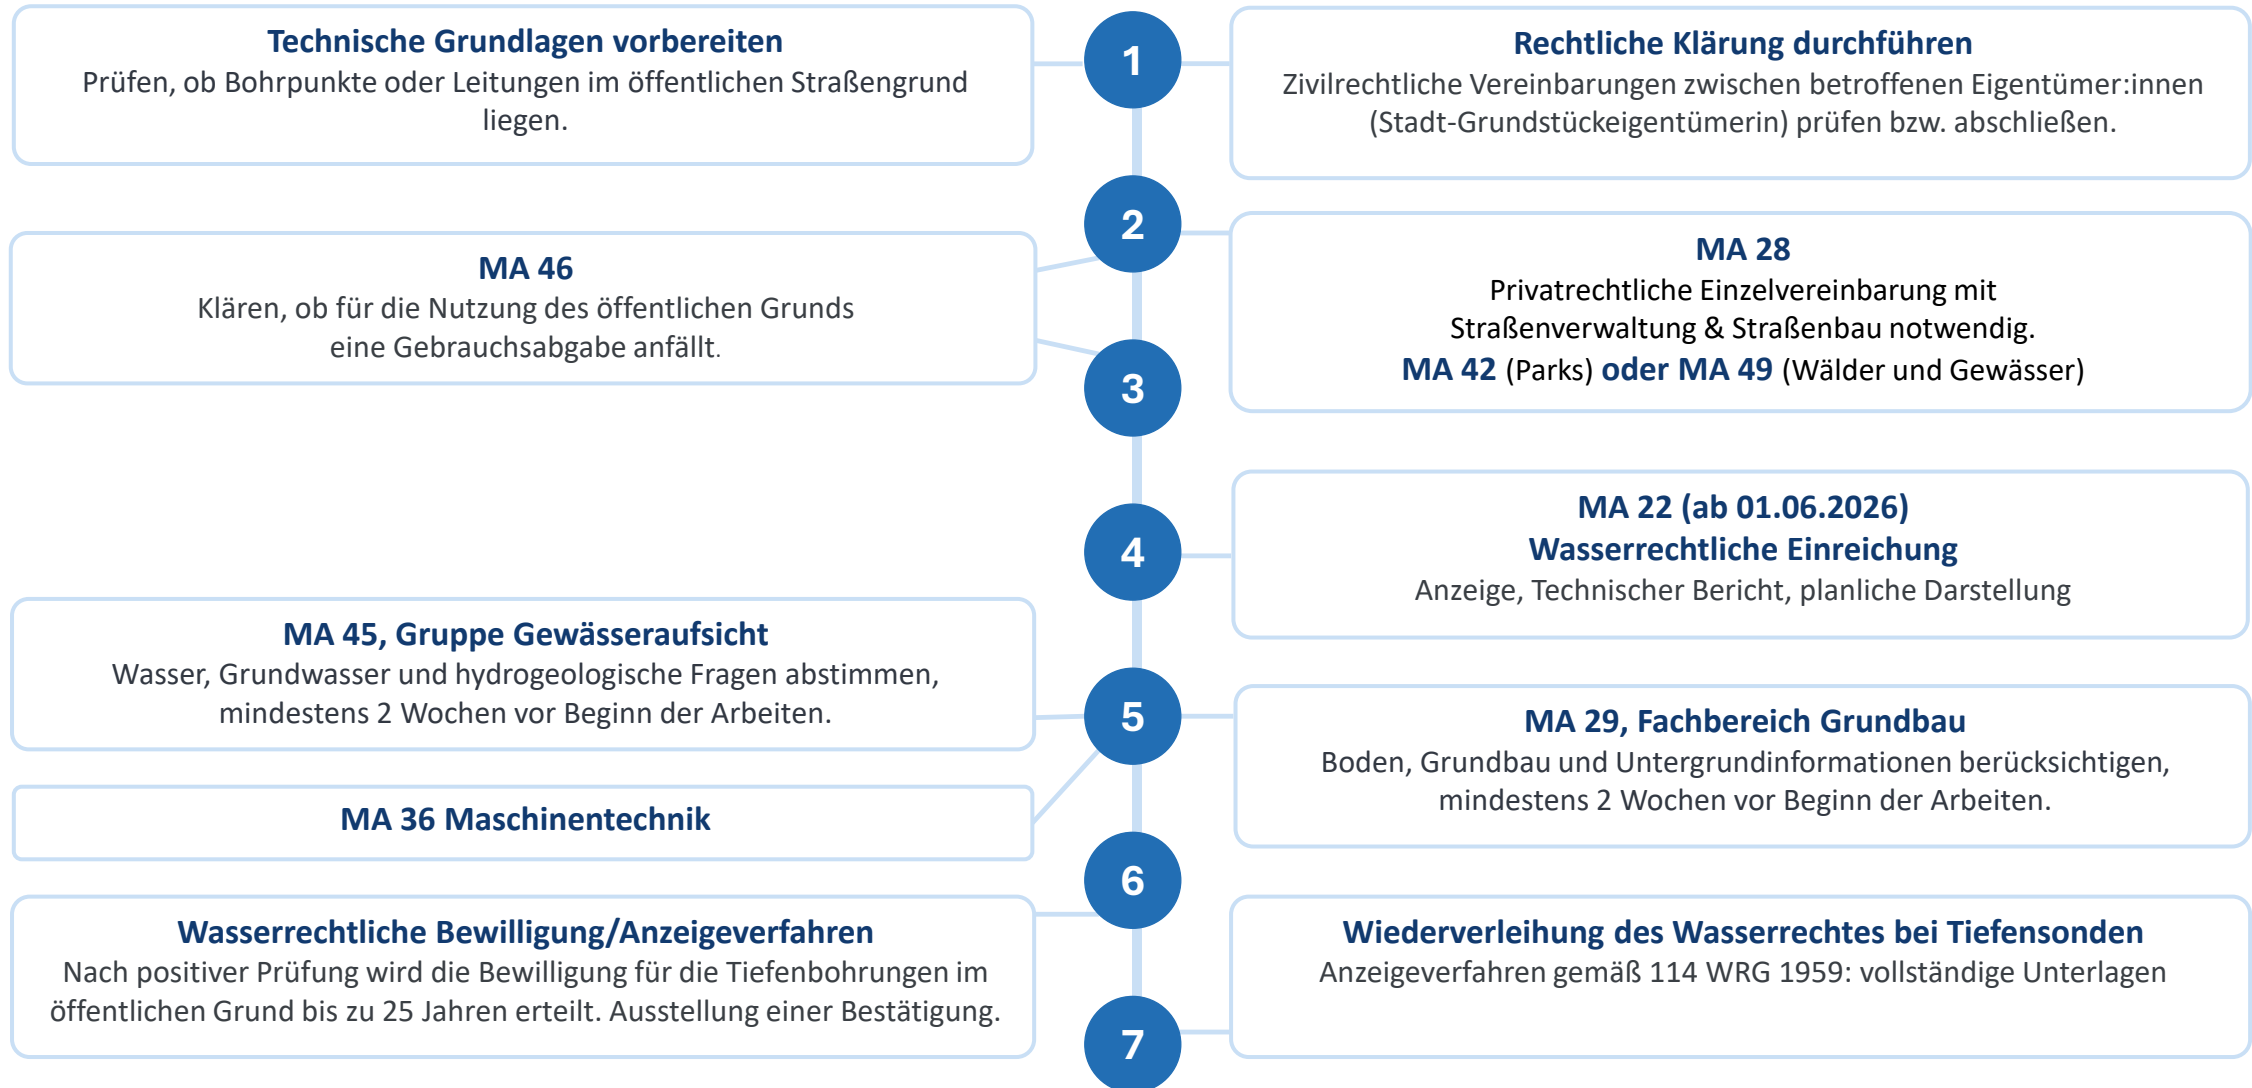 1
Technische Grundlagen vorbereiten
Prüfen, ob Bohrpunkte oder Leitungen im öffentlichen Straßengrund
liegen.
Rechtliche Klärung durchführen
Zivilrechtliche Vereinbarungen zwischen betroffenen Eigentümer:innen
(Stadt-Grundstückeigentümerin) prüfen bzw. abschließen.
2
MA 46
Klären, ob für die Nutzung des öffentlichen Grunds
eine Gebrauchsabgabe anfällt.
MA 28
Privatrechtliche Einzelvereinbarung mit
Straßenverwaltung & Straßenbau notwendig.
MA 42 (Parks) oder MA 49 (Wälder und Gewässer)
3
4
MA 22 (ab 01.06.2026)
Wasserrechtliche Einreichung
Anzeige, Technischer Bericht, planliche Darstellung
5
MA 45, Gruppe Gewässeraufsicht
Wasser, Grundwasser und hydrogeologische Fragen abstimmen,
mindestens 2 Wochen vor Beginn der Arbeiten.
MA 29, Fachbereich Grundbau
Boden, Grundbau und Untergrundinformationen berücksichtigen,
mindestens 2 Wochen vor Beginn der Arbeiten.
MA 36 Maschinentechnik
6
Wasserrechtliche Bewilligung/Anzeigeverfahren
Nach positiver Prüfung wird die Bewilligung für die Tiefenbohrungen im
öffentlichen Grund bis zu 25 Jahren erteilt. Ausstellung einer Bestätigung.
7
Wiederverleihung des Wasserrechtes bei Tiefensonden
Anzeigeverfahren gemäß 114 WRG 1959: vollständige Unterlagen